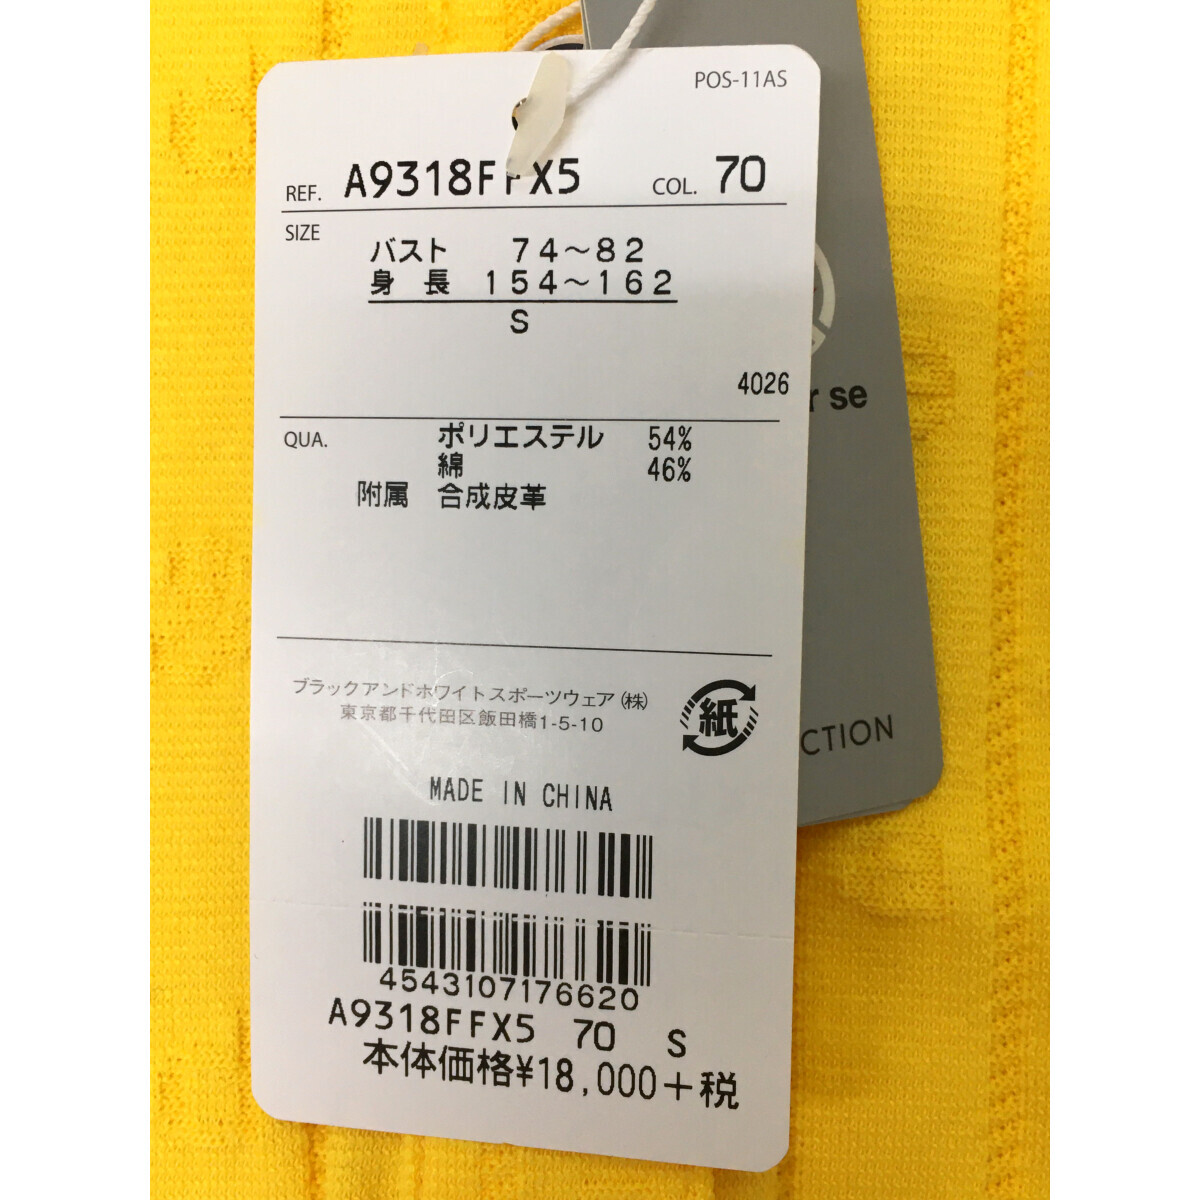 POS-11AS
REF. A9318FFX5 COL. 70
SIZE
バスト 74～82
身長 154～162
S
4026
QUA. ポリエステル 54%
綿 46%
附属 合成皮革
ブラックアンドホワイトスポーツウェア(株)
東京都千代田区飯田橋1-5-10
紙
MADE IN CHINA
4543107176620
A9318FFX5 70 S
本体価格¥18,000+税
r se
CTION